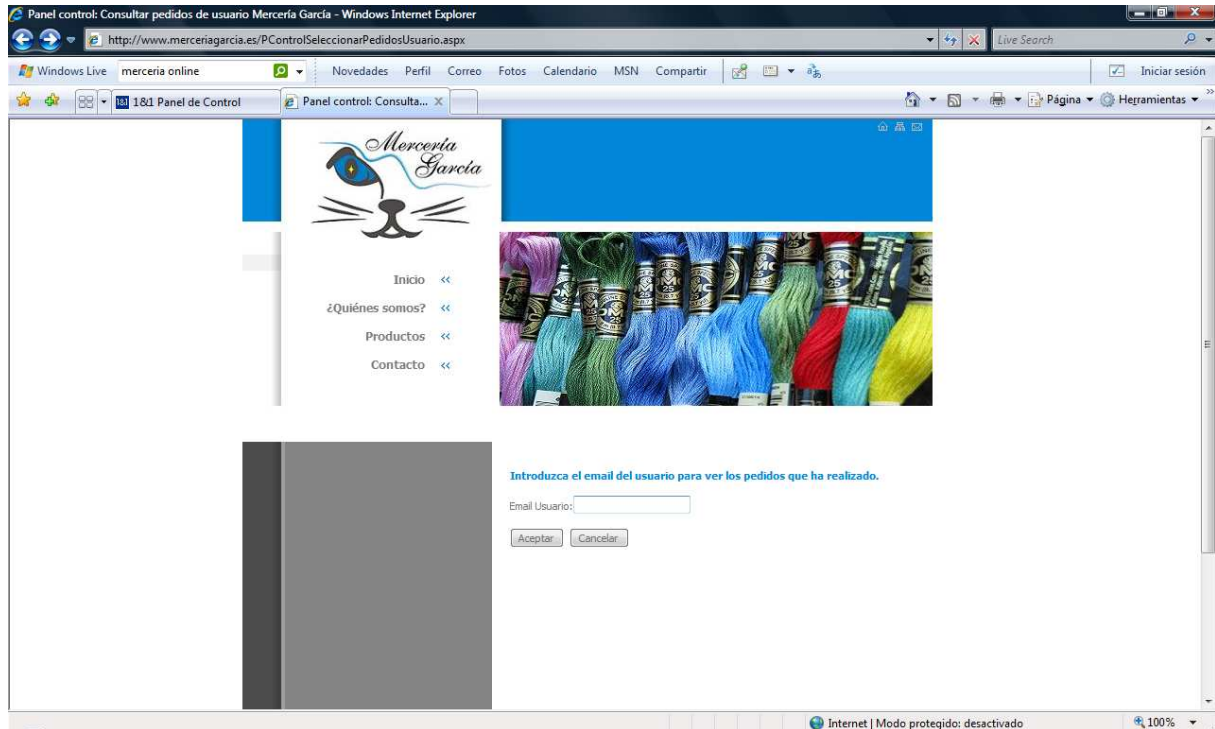 Panel control: Consultar pedidos de usuario Mercería García - Windows Internet Explorer
http://www.merceriagarcia.es/PControlSeleccionarPedidosUsuario.aspx
Live Search
Windows Live
merceria online
Novedades Perfil Correo Fotos Calendario MSN Compartir
Iniciar sesión
1&1 Panel de Control
Panel control: Consulta...
Página
Herramientas
Mercería
García
Inicio <<
¿Quiénes somos? <<
Productos <<
Contacto <<
Introduzca el email del usuario para ver los pedidos que ha realizado.
Email Usuario:
Aceptar Cancelar
Internet | Modo protegido: desactivado
100%